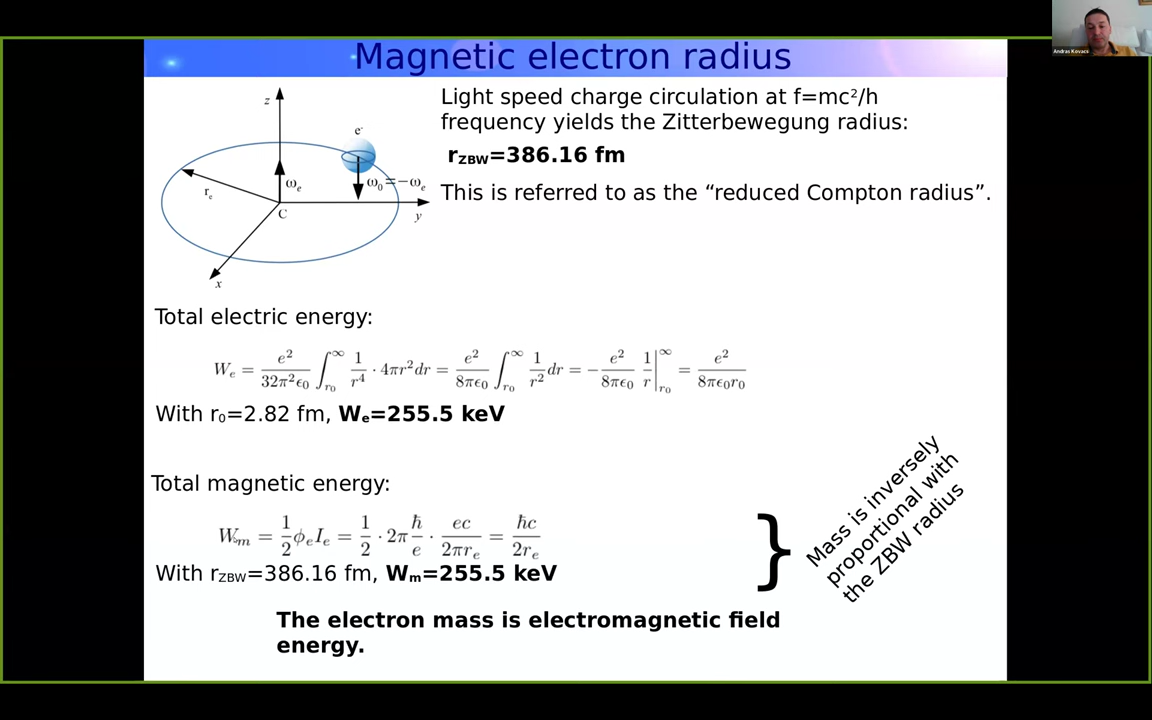 Andras Kovacs
Magnetic electron radius
z
e⁻
ωₑ
ω₀ = −ωₑ
rₑ
C
y
x
Light speed charge circulation at f=mc²/h
frequency yields the Zitterbewegung radius:
r_ZBW=386.16 fm
This is referred to as the “reduced Compton radius”.
Total electric energy:
Wₑ = e²/(32π²ϵ₀) ∫_{r₀}^{∞} 1/r⁴ · 4πr²dr = e²/(8πϵ₀) ∫_{r₀}^{∞} 1/r² dr = − e²/(8πϵ₀) 1/r |_{r₀}^{∞} = e²/(8πϵ₀r₀)
With r₀=2.82 fm, Wₑ=255.5 keV
Total magnetic energy:
Wₘ = 1/2 ϕₑIₑ = 1/2 · 2π ħ/e · ec/(2πrₑ) = ħc/(2rₑ)
With r_ZBW=386.16 fm, Wₘ=255.5 keV
}
Mass is inversely
proportional with
the ZBW radius
The electron mass is electromagnetic field
energy.